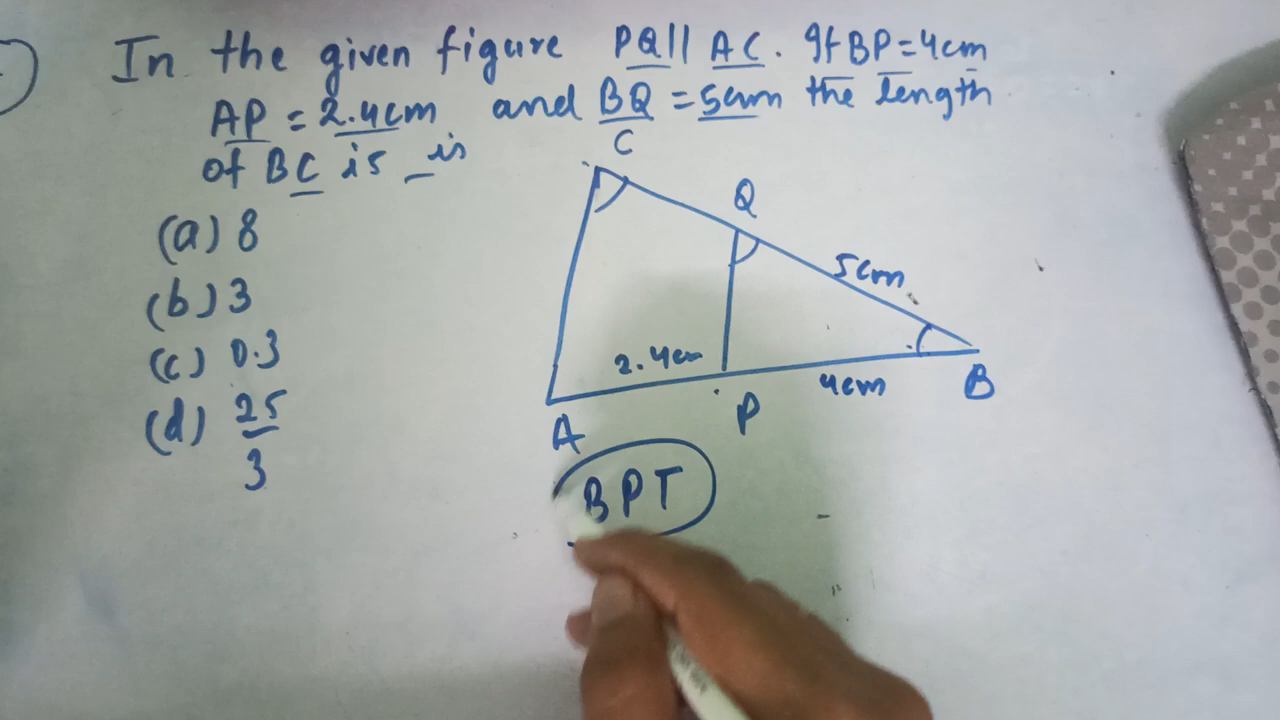 In the given figure PQ || AC. If BP = 4cm
AP = 2.4cm and BQ = 5cm the length
of BC is _ is
(a) 8
(b) 3
(c) 0.3
(d) 25/3
C
Q
5cm
2.4cm
4cm
B
P
A
BPT